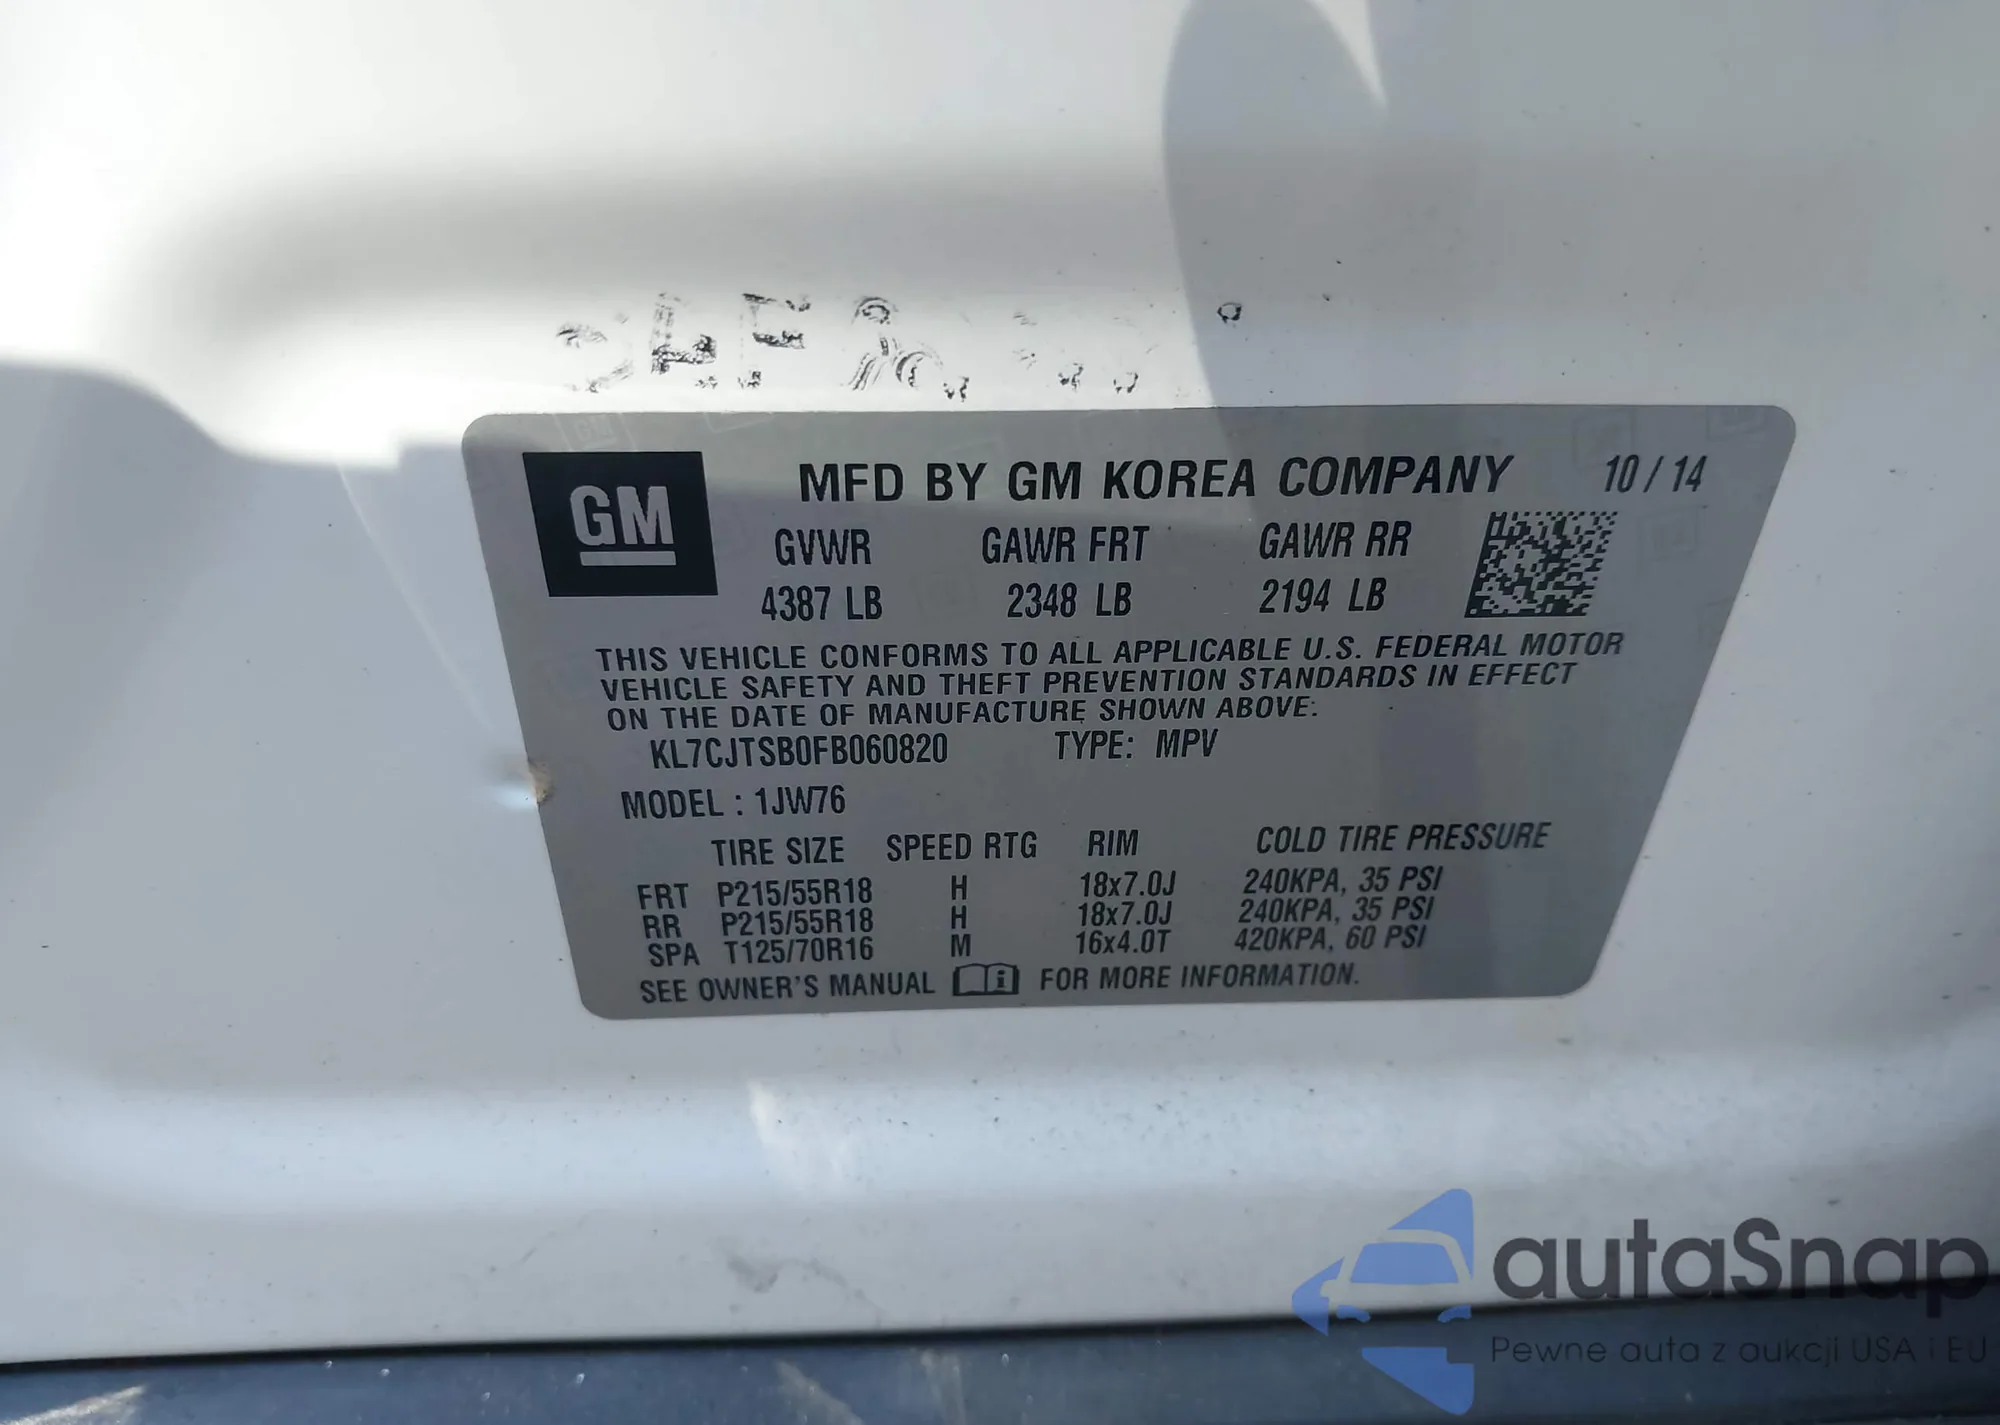 GM
MFD BY GM KOREA COMPANY 10 / 14
GVWR GAWR FRT GAWR RR
4387 LB 2348 LB 2194 LB
THIS VEHICLE CONFORMS TO ALL APPLICABLE U.S. FEDERAL MOTOR
VEHICLE SAFETY AND THEFT PREVENTION STANDARDS IN EFFECT
ON THE DATE OF MANUFACTURE SHOWN ABOVE:
KL7CJTSB0FB060820 TYPE: MPV
MODEL : 1JW76
TIRE SIZE SPEED RTG RIM COLD TIRE PRESSURE
FRT P215/55R18 H 18x7.0J 240KPA, 35 PSI
RR P215/55R18 H 18x7.0J 240KPA, 35 PSI
SPA T125/70R16 M 16x4.0T 420KPA, 60 PSI
SEE OWNER'S MANUAL FOR MORE INFORMATION.
autaSnap
Pewne auta z aukcji USA i EU